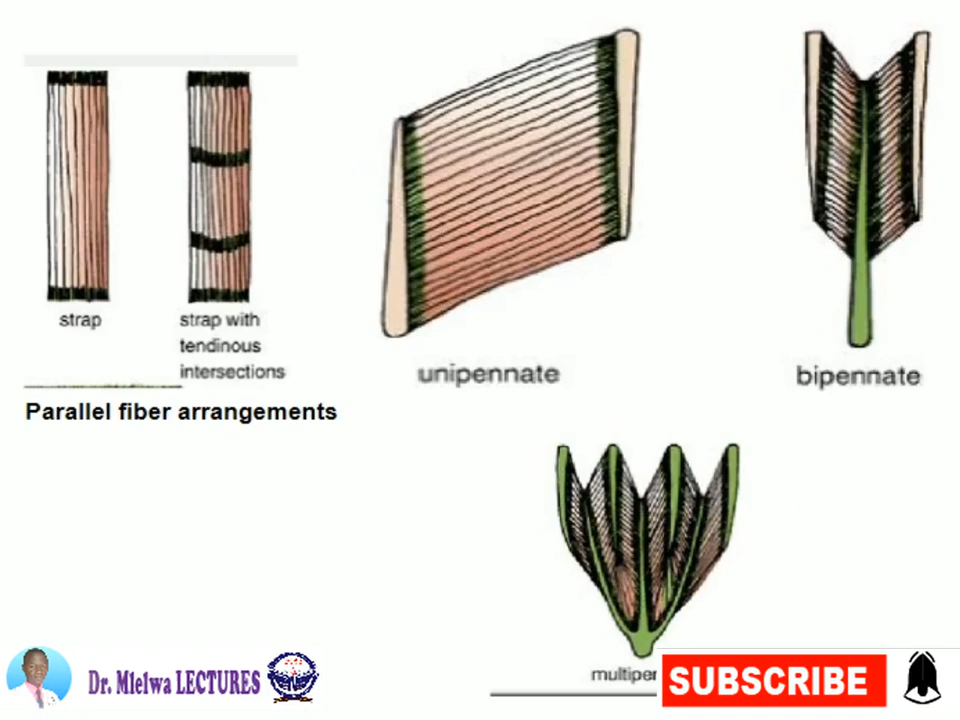 strap
strap with
tendinous
intersections
Parallel fiber arrangements
unipennate
bipennate
Dr. Mlelwa LECTURES
SUBSCRIBE